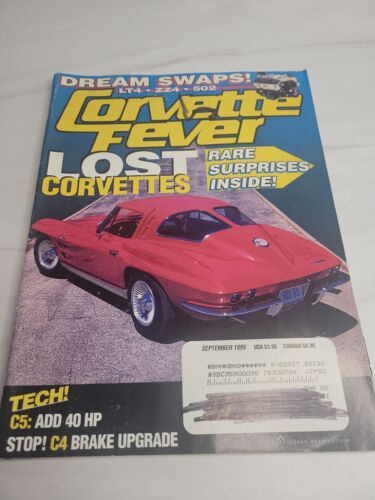 DREAM SWAPS!
LT4 • ZZ4 • 502
Corvette
Fever
LOST
CORVETTES
RARE
SURPRISES
INSIDE!
SEPTEMBER 1999 USA $3.95 CANADA $4.95
TECH!
C5: ADD 40 HP
STOP! C4 BRAKE UPGRADE
PUBLICATION